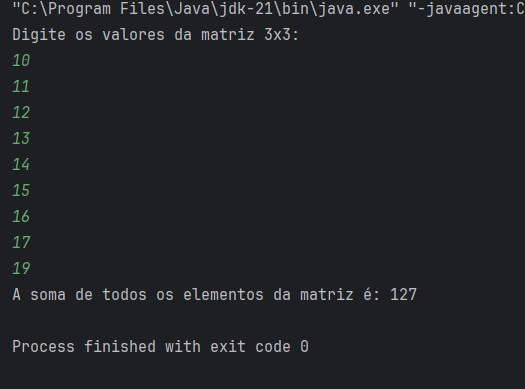 "C:\Program Files\Java\jdk-21\bin\java.exe" "-javaagent:C
Digite os valores da matriz 3x3:
10
11
12
13
14
15
16
17
19
A soma de todos os elementos da matriz é: 127
Process finished with exit code 0